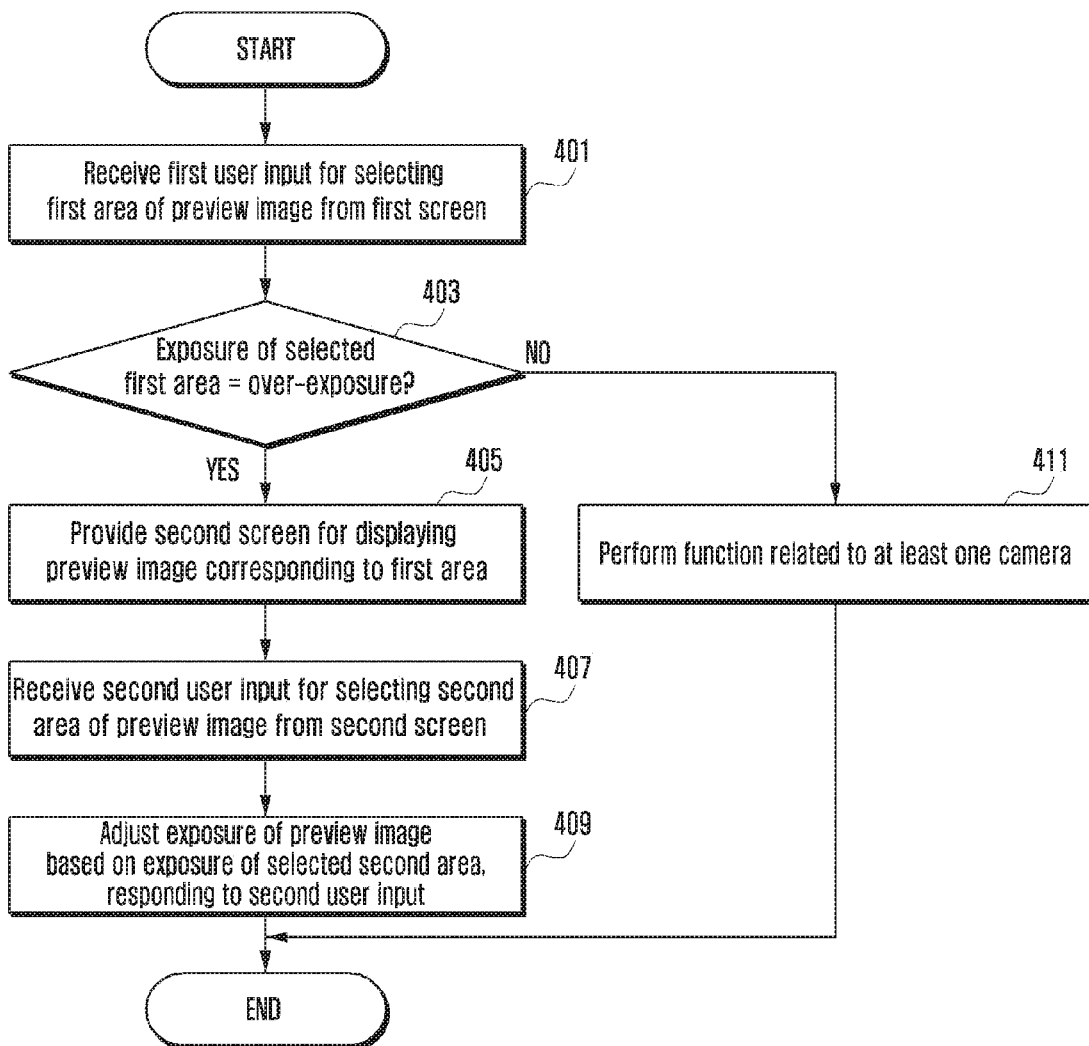 START
401
Receive first user input for selecting
first area of preview image from first screen
403
Exposure of selected
first area = over-exposure?
NO
YES
405
411
Provide second screen for displaying
preview image corresponding to first area
Perform function related to at least one camera
407
Receive second user input for selecting second
area of preview image from second screen
409
Adjust exposure of preview image
based on exposure of selected second area,
responding to second user input
END